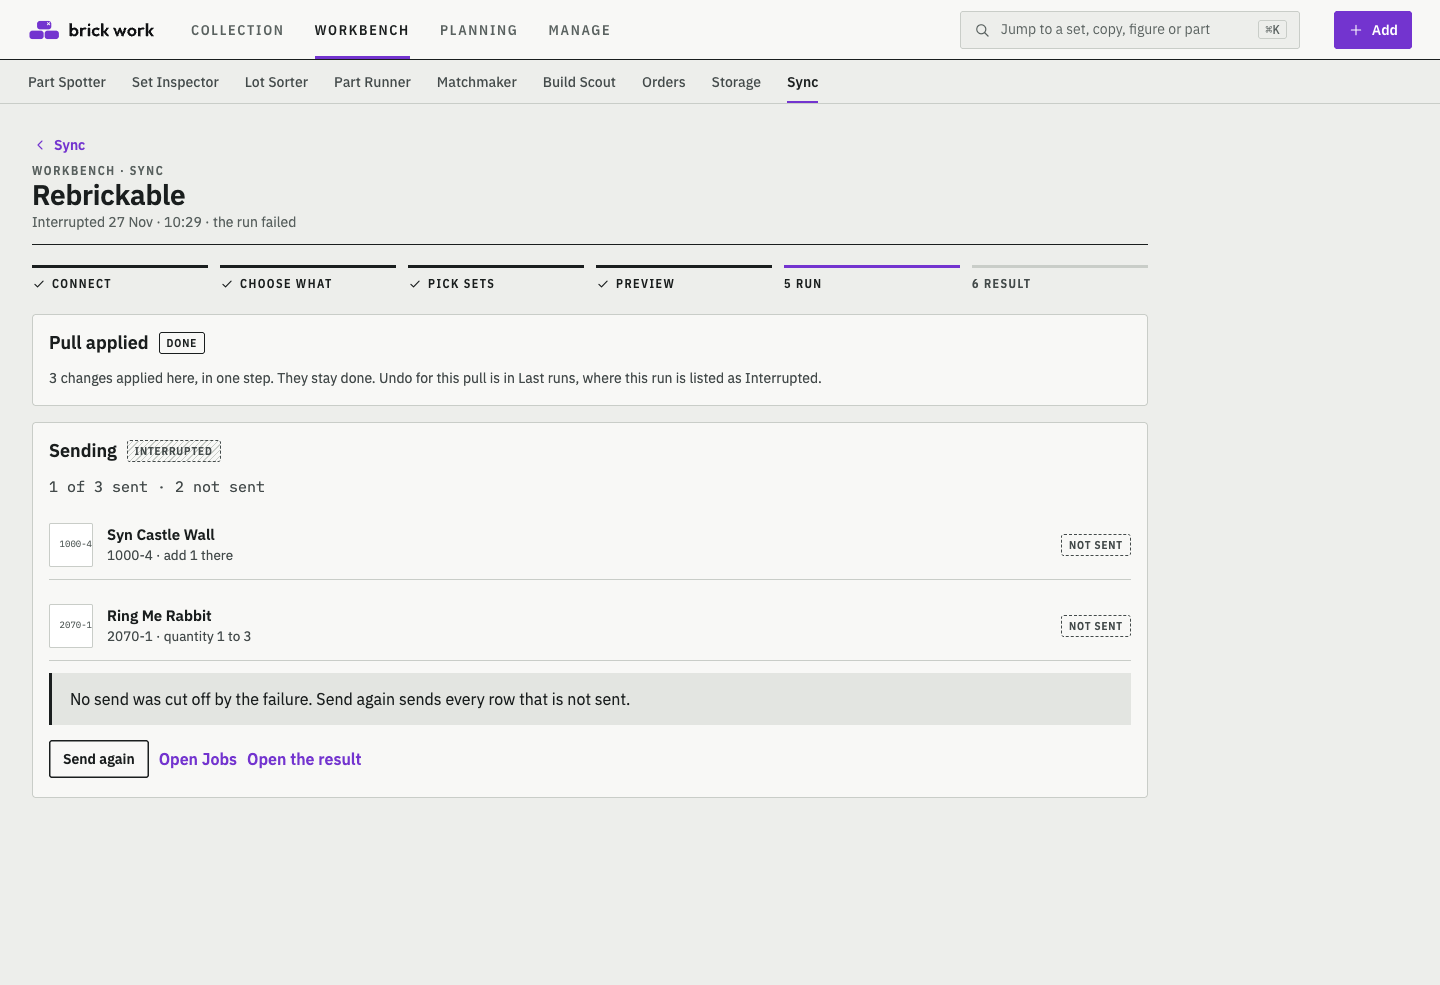 brick work
COLLECTION
WORKBENCH
PLANNING
MANAGE
Jump to a set, copy, figure or part
⌘K
+ Add
Part Spotter
Set Inspector
Lot Sorter
Part Runner
Matchmaker
Build Scout
Orders
Storage
Sync
Sync
WORKBENCH · SYNC
Rebrickable
Interrupted 27 Nov · 10:29 · the run failed
CONNECT
CHOOSE WHAT
PICK SETS
PREVIEW
5 RUN
6 RESULT
Pull applied
DONE
3 changes applied here, in one step. They stay done. Undo for this pull is in Last runs, where this run is listed as Interrupted.
Sending
INTERRUPTED
1 of 3 sent · 2 not sent
1000-4
Syn Castle Wall
1000-4 · add 1 there
NOT SENT
2070-1
Ring Me Rabbit
2070-1 · quantity 1 to 3
NOT SENT
No send was cut off by the failure. Send again sends every row that is not sent.
Send again
Open Jobs
Open the result